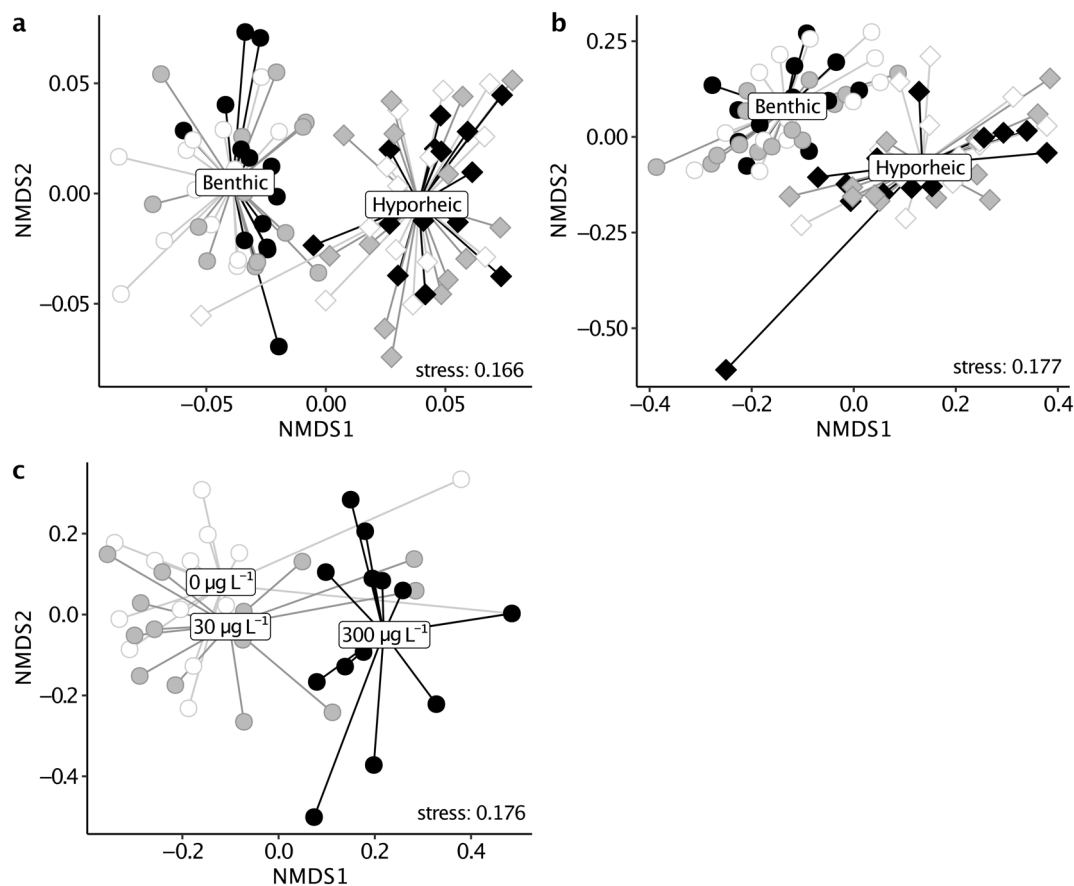 a
0.05
0.00
−0.05
NMDS2
Benthic
Hyporheic
stress: 0.166
−0.05
0.00
0.05
NMDS1
b
0.25
0.00
−0.25
−0.50
NMDS2
Benthic
Hyporheic
stress: 0.177
−0.4
−0.2
0.0
0.2
0.4
NMDS1
c
0.2
0.0
−0.2
−0.4
NMDS2
0 µg L⁻¹
30 µg L⁻¹
300 µg L⁻¹
stress: 0.176
−0.2
0.0
0.2
0.4
NMDS1